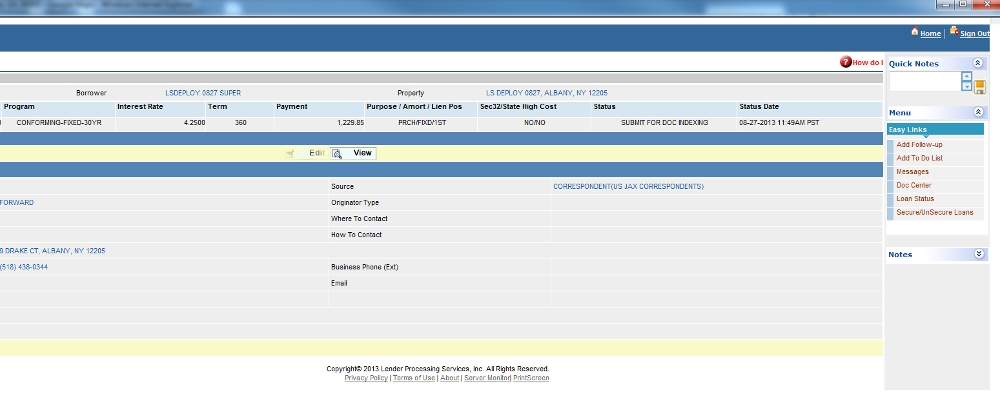 Home | Sign Out
How do I
Quick Notes
Borrower LSDEPLOY 0827 SUPER Property LS DEPLOY 0827, ALBANY, NY 12205
Program Interest Rate Term Payment Purpose / Amort / Lien Pos Sec32/State High Cost Status Status Date
CONFORMING-FIXED-30YR 4.2500 360 1,229.85 PRCH/FIXD/1ST NO/NO SUBMIT FOR DOC INDEXING 08-27-2013 11:49AM PST
Edit View
Source CORRESPONDENT(US JAX CORRESPONDENTS)
FORWARD Originator Type
Where To Contact
How To Contact
9 DRAKE CT, ALBANY, NY 12205
(518) 438-0344 Business Phone (Ext)
Email
Menu
Easy Links
Add Follow-up
Add To Do List
Messages
Doc Center
Loan Status
Secure/UnSecure Loans
Notes
Copyright© 2013 Lender Processing Services, Inc. All Rights Reserved.
Privacy Policy | Terms of Use | About | Server Monitor| PrintScreen